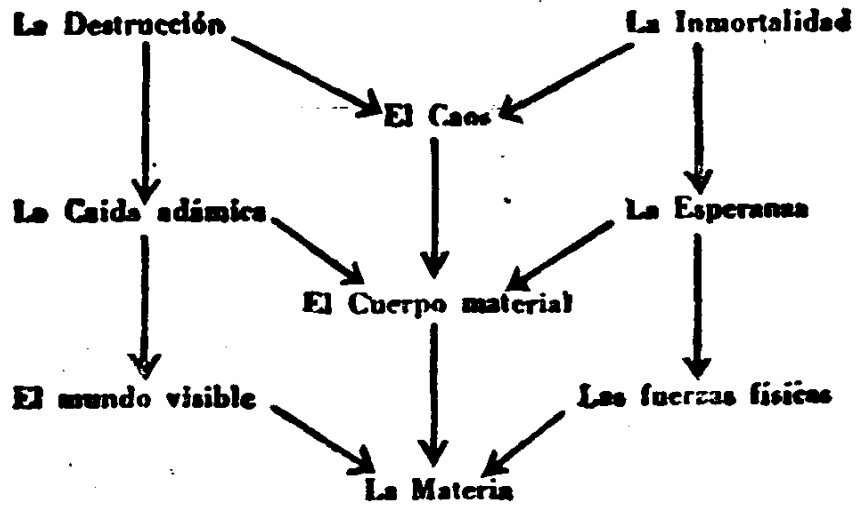 La Destrucción
La Inmortalidad
El Caos
La Caida adámica
La Esperanza
El Cuerpo material
El mundo visible
Las fuerzas físicas
La Materia